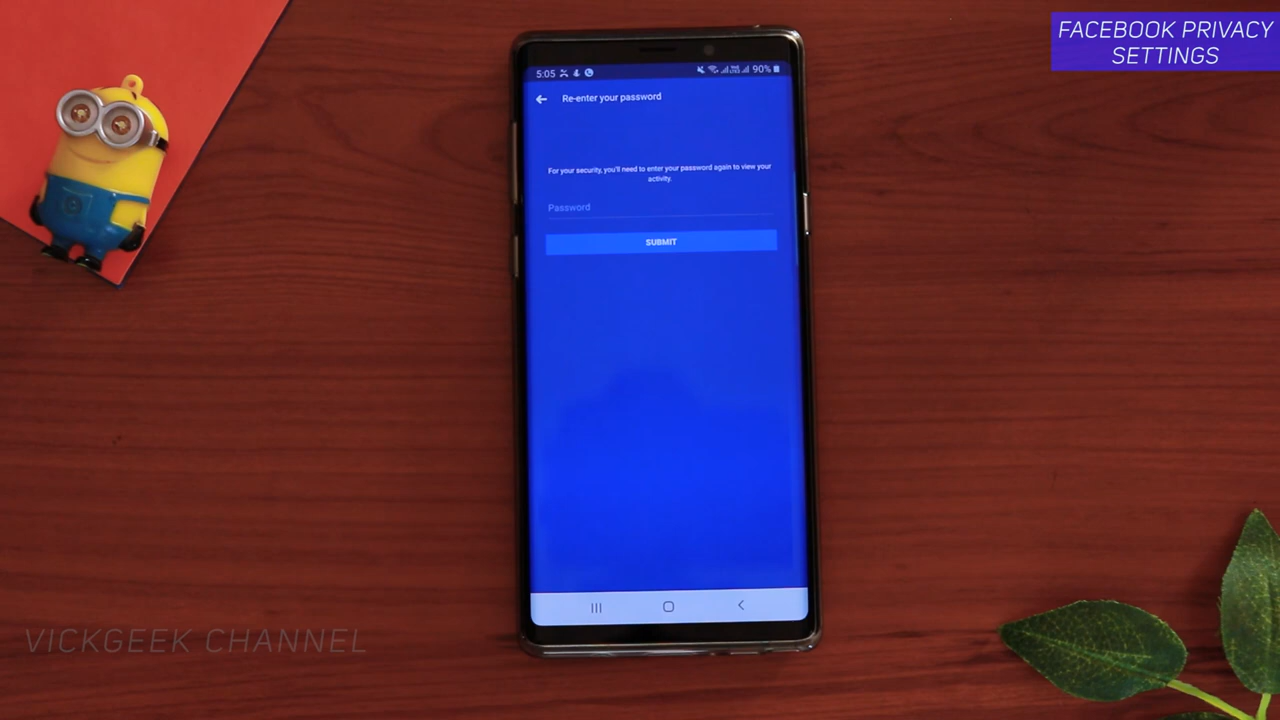 FACEBOOK PRIVACY
SETTINGS
5:05
90%
Re-enter your password
For your security, you'll need to enter your password again to view your
activity.
Password
SUBMIT
VICKGEEK CHANNEL